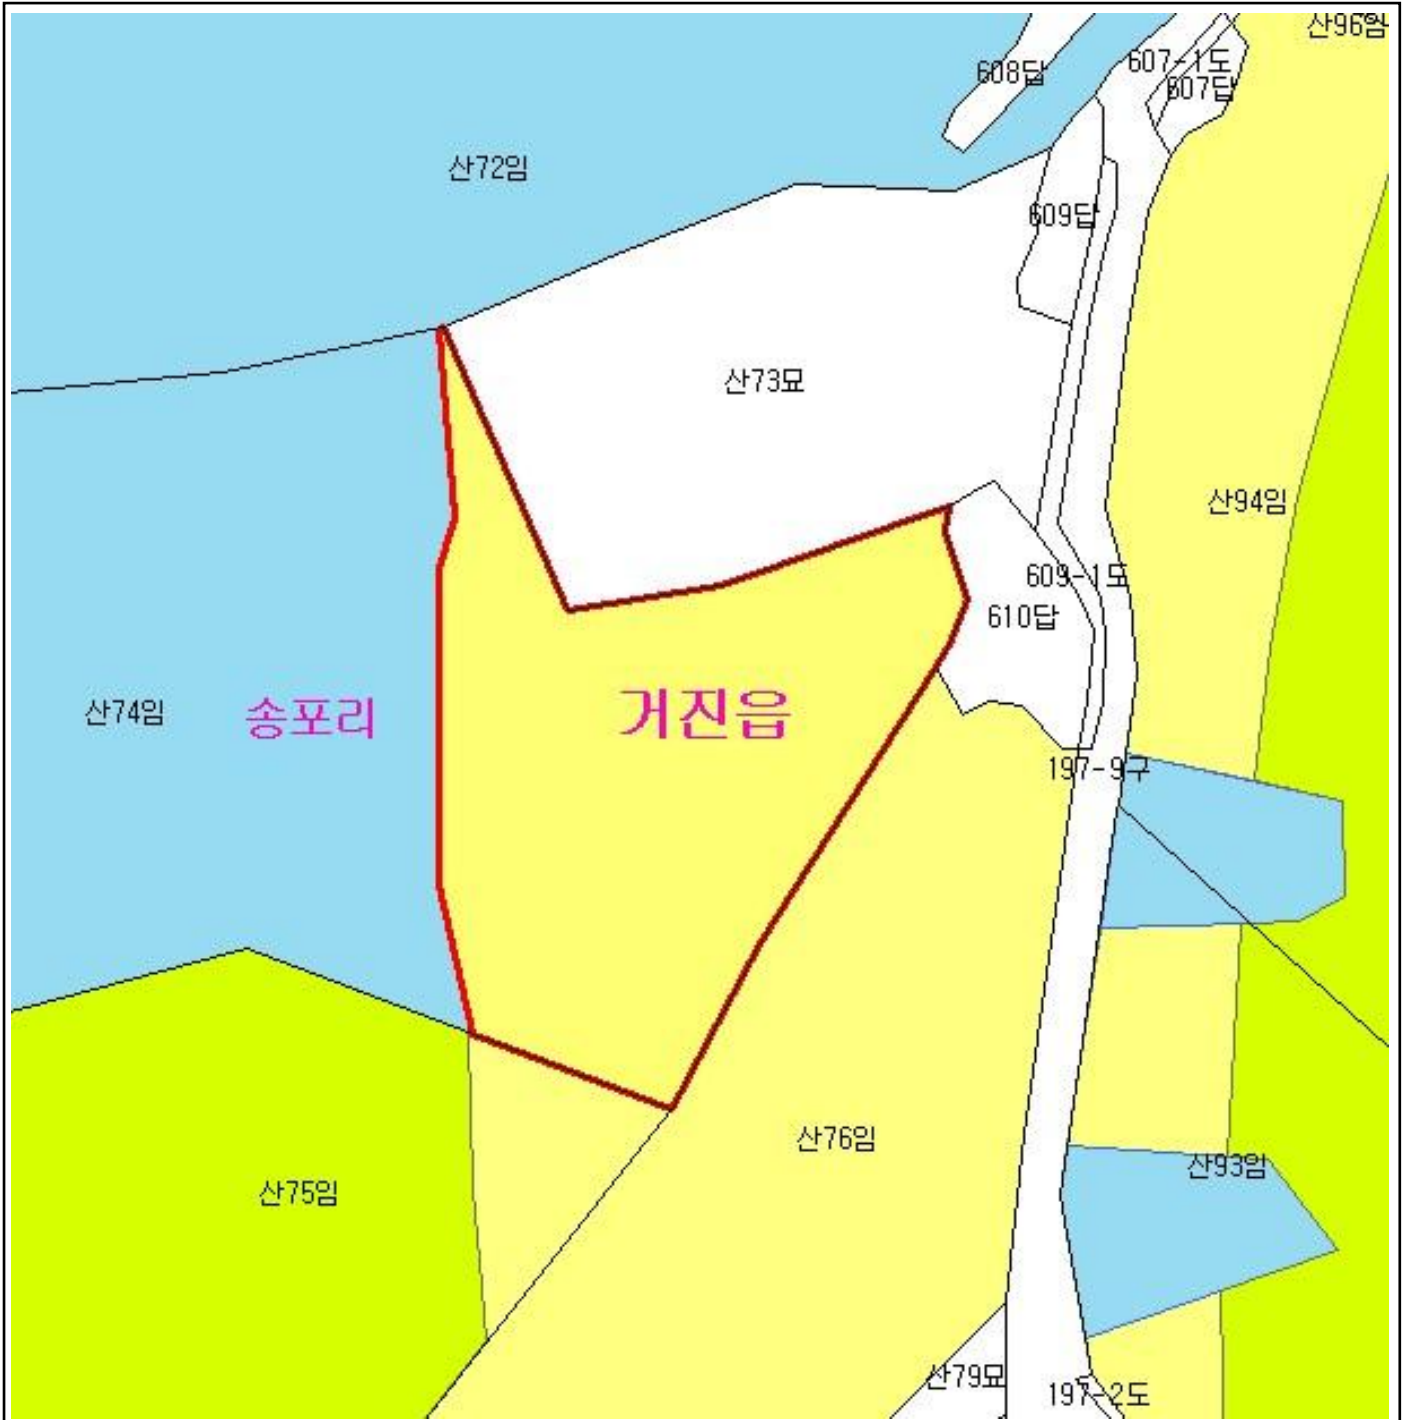 산96임
607-1도
608답
607답
산72임
609답
산73묘
산94임
609-1도
610답
산74임
송포리
거진읍
197-9구
산76임
산93임
산75임
산79묘
197-2도